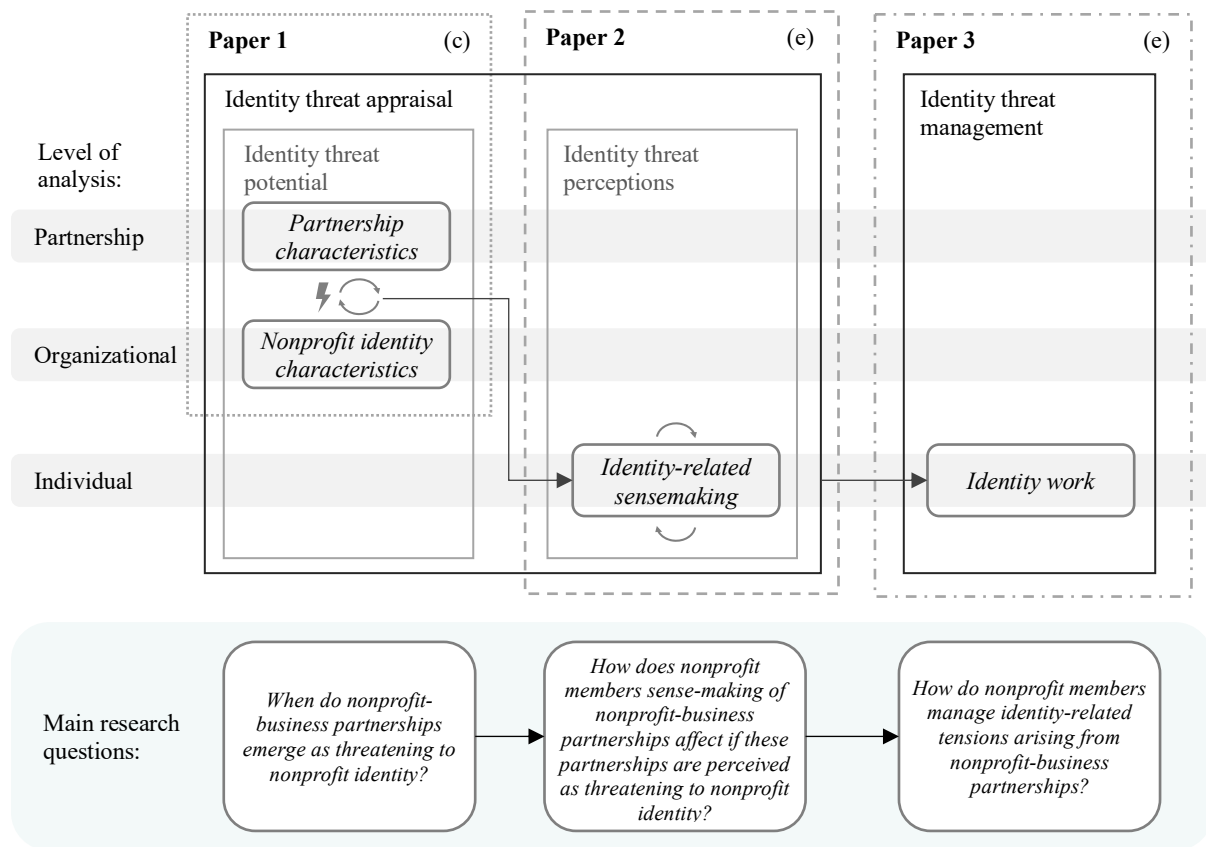 Paper 1
(c)
Paper 2
(e)
Paper 3
(e)
Identity threat appraisal
Identity threat
management
Level of
analysis:
Identity threat
potential
Identity threat
perceptions
Partnership
Partnership
characteristics
Organizational
Nonprofit identity
characteristics
Individual
Identity-related
sensemaking
Identity work
Main research
questions:
When do nonprofit-
business partnerships
emerge as threatening to
nonprofit identity?
How does nonprofit
members sense-making of
nonprofit-business
partnerships affect if these
partnerships are perceived
as threatening to nonprofit
identity?
How do nonprofit members
manage identity-related
tensions arising from
nonprofit-business
partnerships?